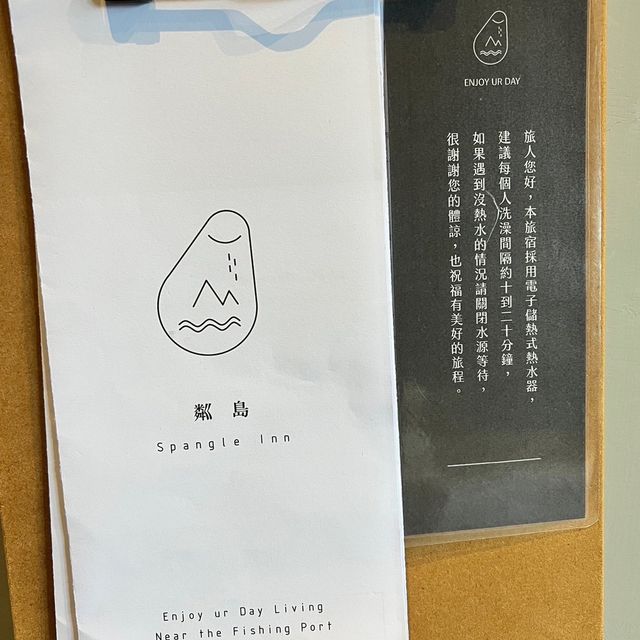 粼島
Spangle Inn
Enjoy ur Day Living
Near the Fishing Port
ENJOY UR DAY
旅人您好，本旅宿採用電子儲熱式熱水器，
建議每個人洗澡間隔約十到二十分鐘，
如果遇到沒熱水的情況請關閉水源等待，
很謝謝您的體諒，也祝福有美好的旅程。